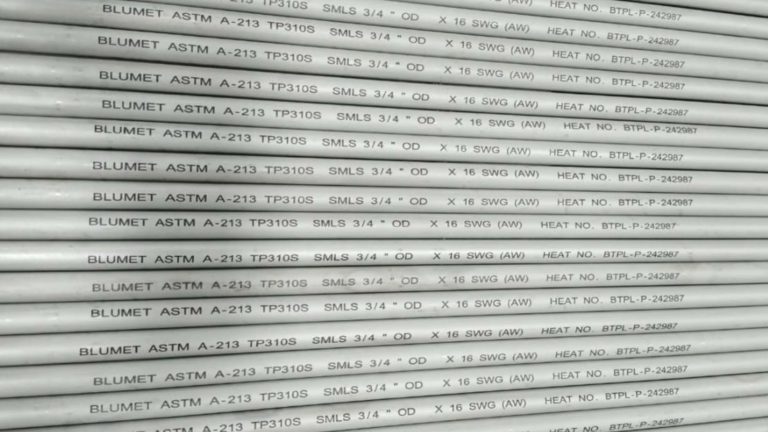 HEAT NO. BTPL-P-242987
BLUMET ASTM A-213 TP310S SMLS 3/4 " OD X 16 SWG (AW) HEAT NO. BTPL-P-242987
BLUMET ASTM A-213 TP310S SMLS 3/4 " OD X 16 SWG (AW) HEAT NO. BTPL-P-242987
BLUMET ASTM A-213 TP310S SMLS 3/4 " OD X 16 SWG (AW) HEAT NO. BTPL-P-242987
BLUMET ASTM A-213 TP310S SMLS 3/4 " OD X 16 SWG (AW) HEAT NO. BTPL-P-242987
BLUMET ASTM A-213 TP310S SMLS 3/4 " OD X 16 SWG (AW) HEAT NO. BTPL-P-242987
BLUMET ASTM A-213 TP310S SMLS 3/4 " OD X 16 SWG (AW) HEAT NO. BTPL-P-242987
BLUMET ASTM A-213 TP310S SMLS 3/4 " OD X 16 SWG (AW) HEAT NO. BTPL-P-242987
BLUMET ASTM A-213 TP310S SMLS 3/4 " OD X 16 SWG (AW) HEAT NO. BTPL-P-242987
BLUMET ASTM A-213 TP310S SMLS 3/4 " OD X 16 SWG (AW) HEAT NO. BTPL-P-242987
BLUMET ASTM A-213 TP310S SMLS 3/4 " OD X 16 SWG (AW) HEAT NO. BTPL-P-242987
BLUMET ASTM A-213 TP310S SMLS 3/4 " OD X 16 SWG (AW) HEAT NO. BTPL-P-242987
BLUMET ASTM A-213 TP310S SMLS 3/4 " OD X 16 SWG (AW) HEAT NO. BTPL-P-242987
BLUMET ASTM A-213 TP310S SMLS 3/4 " OD X 16 SWG (AW) HEAT NO. BTPL-P-242987
BLUMET ASTM A-213 TP310S SMLS 3/4 " OD X 16 SWG (AW) HEAT NO. BTPL-P-242987
A-213 TP310S SMLS 3/4 " OD X 16 SWG (AW) HEAT NO. BTPL-P-242987